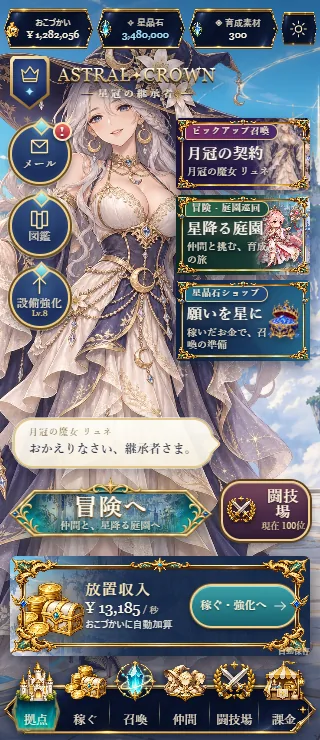 おこづかい
¥1,282,056
✧ 星晶石
3,480,000
◈ 育成素材
300
ASTRAL✦CROWN
星冠の継承者
メール
!
図鑑
設備強化
Lv.8
ピックアップ召喚
月冠の契約
月冠の魔女 リュネ
冒険・庭園巡回
星降る庭園
仲間と挑む、育成
の旅
星晶石ショップ
願いを星に
稼いだお金で、召
喚の準備
月冠の魔女 リュネ
おかえりなさい、継承者さま。
冒険へ
仲間と、星降る庭園へ
闘技
場
現在 100位
放置収入
¥13,185 / 秒
おこづかいに自動加算
稼ぐ・強化へ →
自動保存
拠点
稼ぐ
召喚
仲間
闘技場
課金